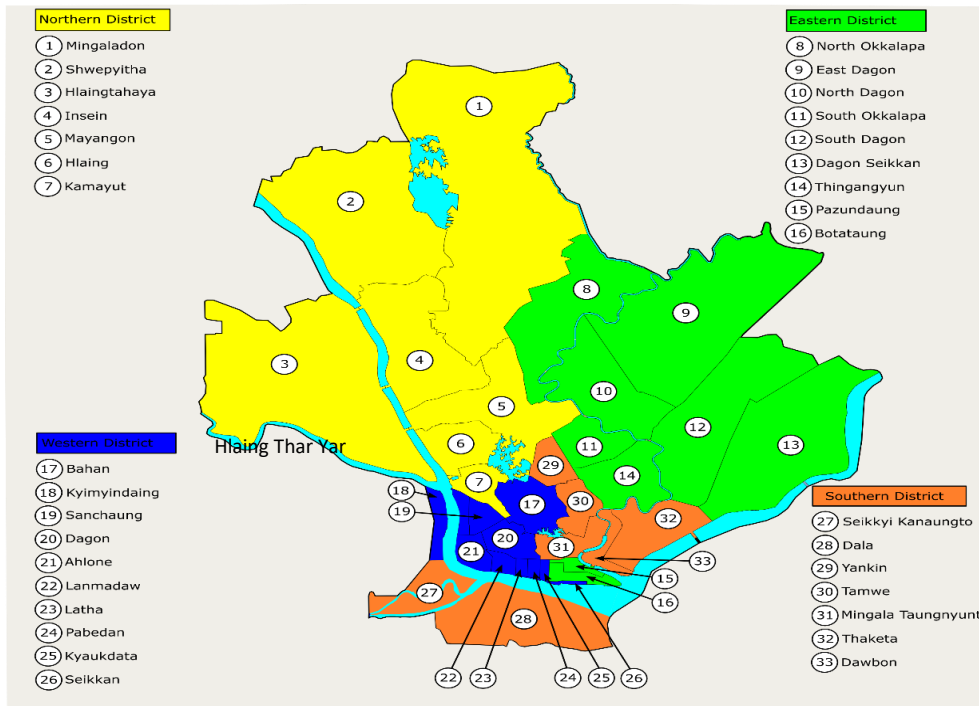 Northern District
1 Mingaladon
2 Shwepyitha
3 Hlaingtahaya
4 Insein
5 Mayangon
6 Hlaing
7 Kamayut
Eastern District
8 North Okkalapa
9 East Dagon
10 North Dagon
11 South Okkalapa
12 South Dagon
13 Dagon Seikkan
14 Thingangyun
15 Pazundaung
16 Botataung
1
2
8
9
3
4
10
5
12
Western District
Hlaing Thar Yar
6
11
13
29
14
17 Bahan
18 Kyimyindaing
19 Sanchaung
20 Dagon
21 Ahlone
22 Lanmadaw
23 Latha
24 Pabedan
25 Kyaukdata
26 Seikkan
7
18
17
30
19
32
20
31
21
33
15
27
16
28
22
23
24
25
26
Southern District
27 Seikkyi Kanaungto
28 Dala
29 Yankin
30 Tamwe
31 Mingala Taungnyunt
32 Thaketa
33 Dawbon